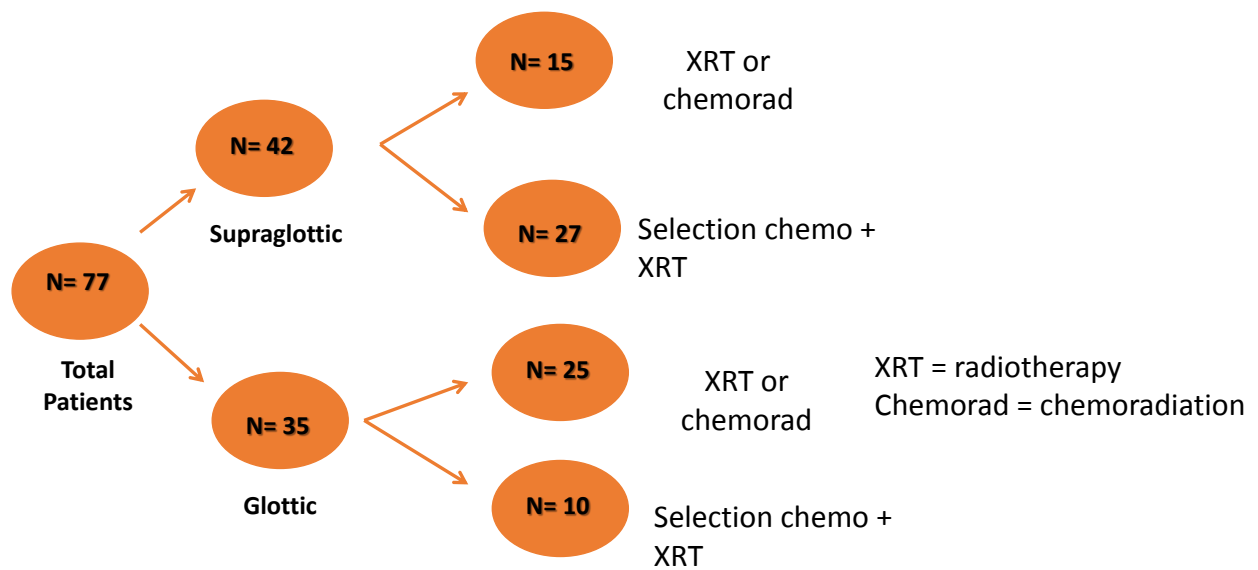 N= 15
XRT or
chemorad
N= 42
Supraglottic
N= 27
Selection chemo +
XRT
N= 77
Total
Patients
N= 25
XRT or
chemorad
XRT = radiotherapy
Chemorad = chemoradiation
N= 35
Glottic
N= 10
Selection chemo +
XRT